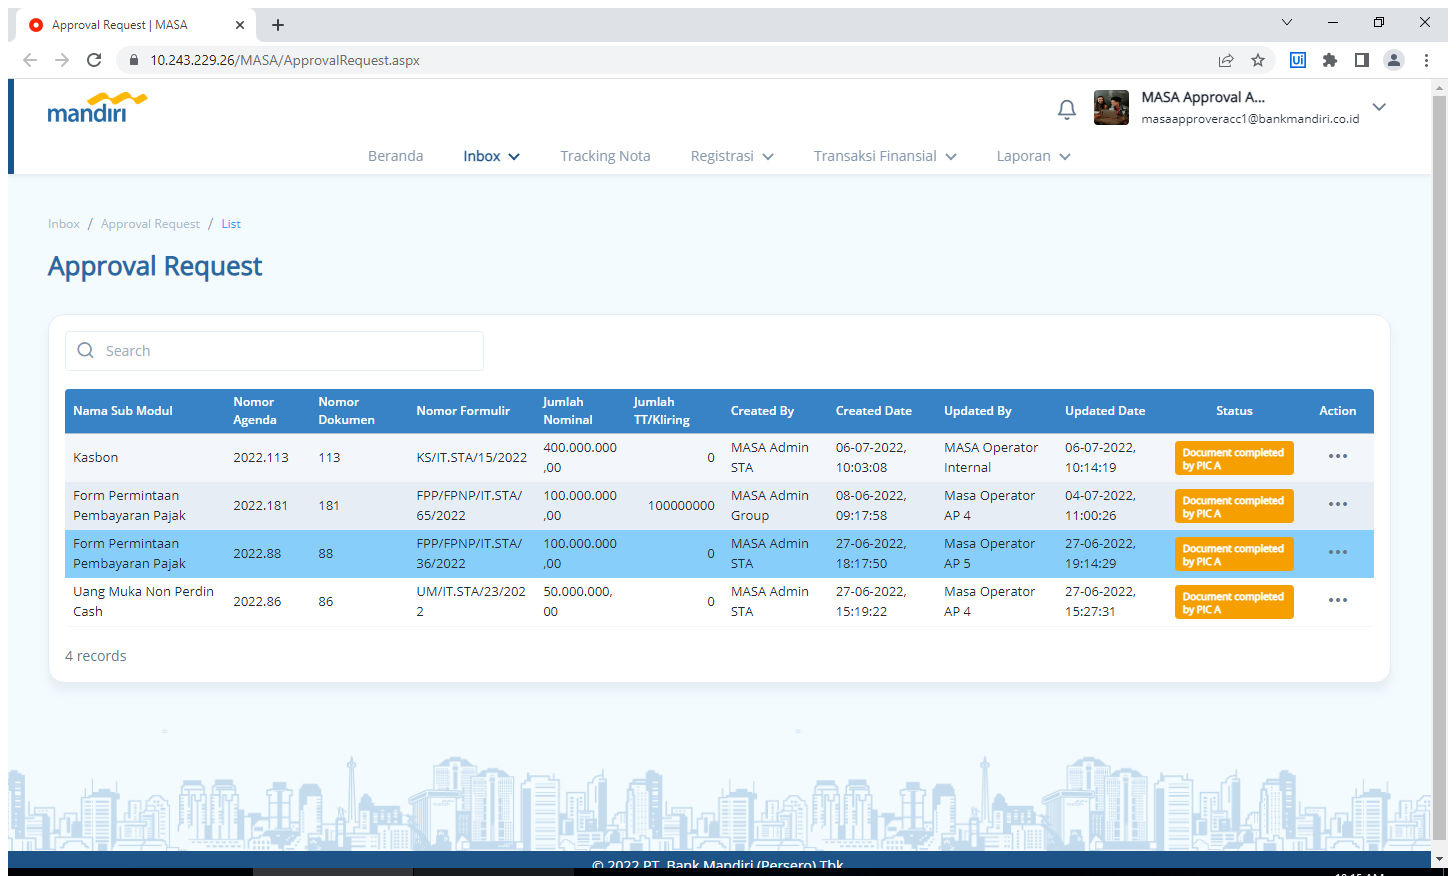 Approval Request | MASA
10.243.229.26/MASA/ApprovalRequest.aspx
mandiri
MASA Approval A...
masaapproveracc1@bankmandiri.co.id
Beranda
Inbox
Tracking Nota
Registrasi
Transaksi Finansial
Laporan
Inbox / Approval Request / List
Approval Request
Search
Nama Sub Modul
Nomor
Agenda
Nomor
Dokumen
Nomor Formulir
Jumlah
Nominal
Jumlah
TT/Kliring
Created By
Created Date
Updated By
Updated Date
Status
Action
Kasbon
2022.113
113
KS/IT.STA/15/2022
400.000.000
,00
0
MASA Admin
STA
06-07-2022,
10:03:08
MASA Operator
Internal
06-07-2022,
10:14:19
Document completed
by PIC A
Form Permintaan
Pembayaran Pajak
2022.181
181
FPP/FPNP/IT.STA/
65/2022
100.000.000
,00
100000000
MASA Admin
Group
08-06-2022,
09:17:58
Masa Operator
AP 4
04-07-2022,
11:00:26
Document completed
by PIC A
Form Permintaan
Pembayaran Pajak
2022.88
88
FPP/FPNP/IT.STA/
36/2022
100.000.000
,00
0
MASA Admin
STA
27-06-2022,
18:17:50
Masa Operator
AP 5
27-06-2022,
19:14:29
Document completed
by PIC A
Uang Muka Non Perdin
Cash
2022.86
86
UM/IT.STA/23/202
2
50.000.000,
00
0
MASA Admin
STA
27-06-2022,
15:19:22
Masa Operator
AP 4
27-06-2022,
15:27:31
Document completed
by PIC A
4 records
© 2022 PT. Bank Mandiri (Persero) Tbk